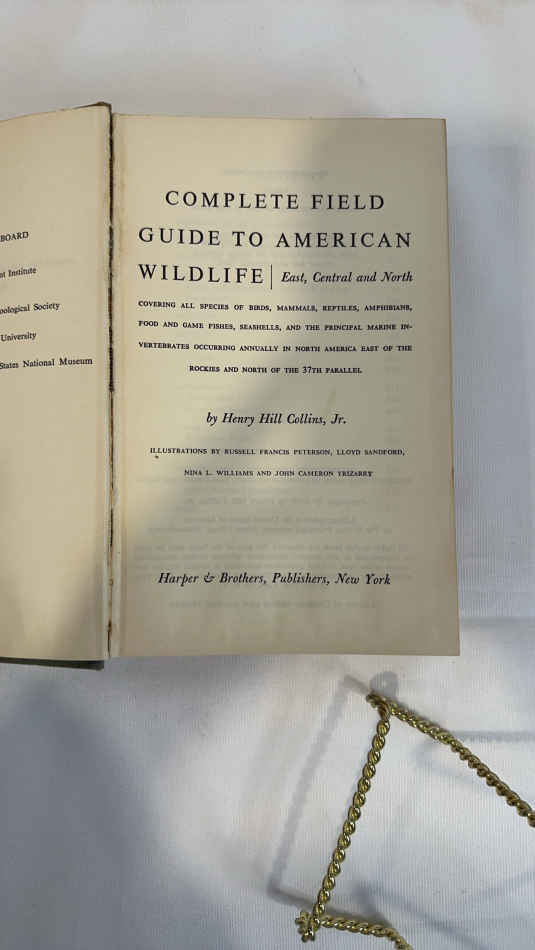 BOARD
Institute
Society
University
States National Museum
COMPLETE FIELD
GUIDE TO AMERICAN
WILDLIFE | East, Central and North
COVERING ALL SPECIES OF BIRDS, MAMMALS, REPTILES, AMPHIBIANS,
FOOD AND GAME FISHES, SEASHELLS, AND THE PRINCIPAL MARINE IN-
VERTEBRATES OCCURRING ANNUALLY IN NORTH AMERICA EAST OF THE
ROCKIES AND NORTH OF THE 37TH PARALLEL
by Henry Hill Collins, Jr.
ILLUSTRATIONS BY RUSSELL FRANCIS PETERSON, LLOYD SANDFORD,
NINA L. WILLIAMS AND JOHN CAMERON YRIZARRY
Harper & Brothers, Publishers, New York